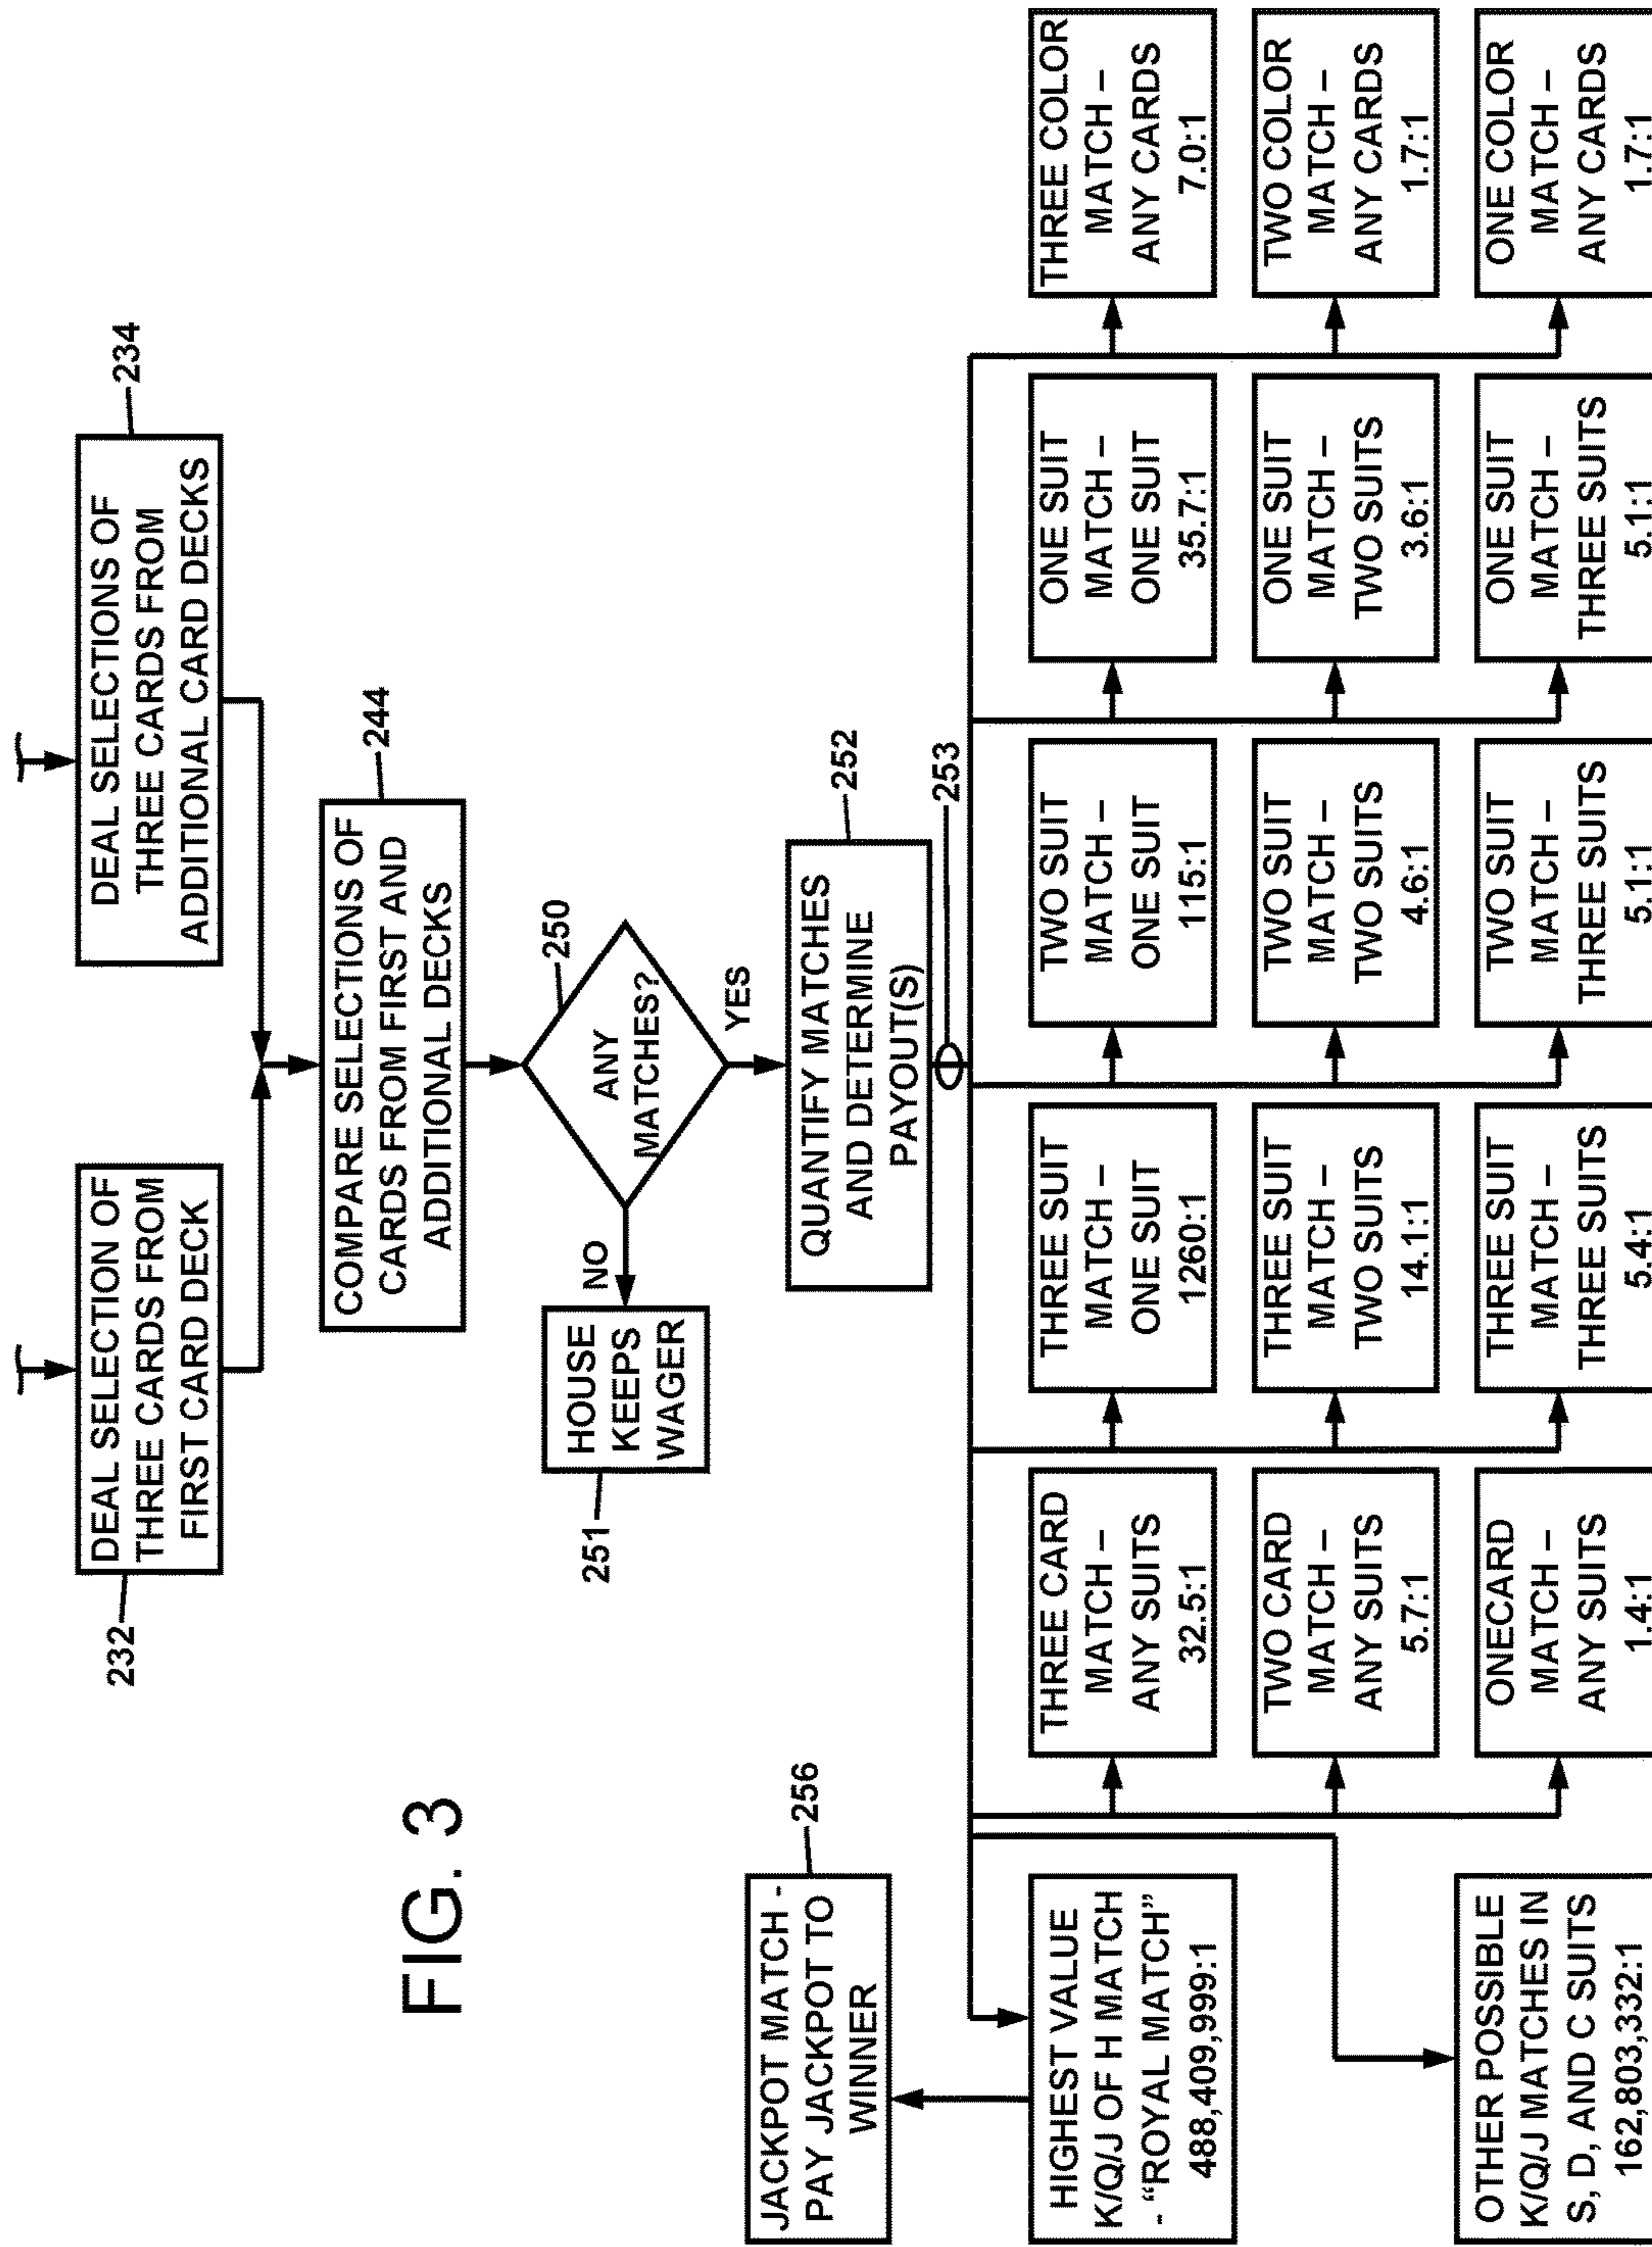 DEAL SELECTION OF
THREE CARDS FROM
FIRST CARD DECK
232
DEAL SELECTIONS OF
THREE CARDS FROM
ADDITIONAL CARD DECKS
234
COMPARE SELECTIONS OF
CARDS FROM FIRST AND
ADDITIONAL DECKS
244
FIG. 3
ANY
MATCHES?
250
NO
YES
HOUSE
KEEPS
WAGER
251
QUANTIFY MATCHES
AND DETERMINE
PAYOUT(S)
252
253
JACKPOT MATCH -
PAY JACKPOT TO
WINNER
256
HIGHEST VALUE
K/Q/J OF H MATCH
- “ROYAL MATCH”
488,409,999:1
OTHER POSSIBLE
K/Q/J MATCHES IN
S, D, AND C SUITS
162,803,332:1
THREE CARD
MATCH –
ANY SUITS
32.5:1
TWO CARD
MATCH –
ANY SUITS
5.7:1
ONECARD
MATCH –
ANY SUITS
1.4:1
THREE SUIT
MATCH –
ONE SUIT
1260:1
THREE SUIT
MATCH –
TWO SUITS
14.1:1
THREE SUIT
MATCH –
THREE SUITS
5.4:1
TWO SUIT
MATCH –
ONE SUIT
115:1
TWO SUIT
MATCH –
TWO SUITS
4.6:1
TWO SUIT
MATCH –
THREE SUITS
5.1:1
ONE SUIT
MATCH –
ONE SUIT
35.7:1
ONE SUIT
MATCH –
TWO SUITS
3.6:1
ONE SUIT
MATCH –
THREE SUITS
5.1:1
THREE COLOR
MATCH –
ANY CARDS
7.0:1
TWO COLOR
MATCH –
ANY CARDS
1.7:1
ONE COLOR
MATCH –
ANY CARDS
1.7:1